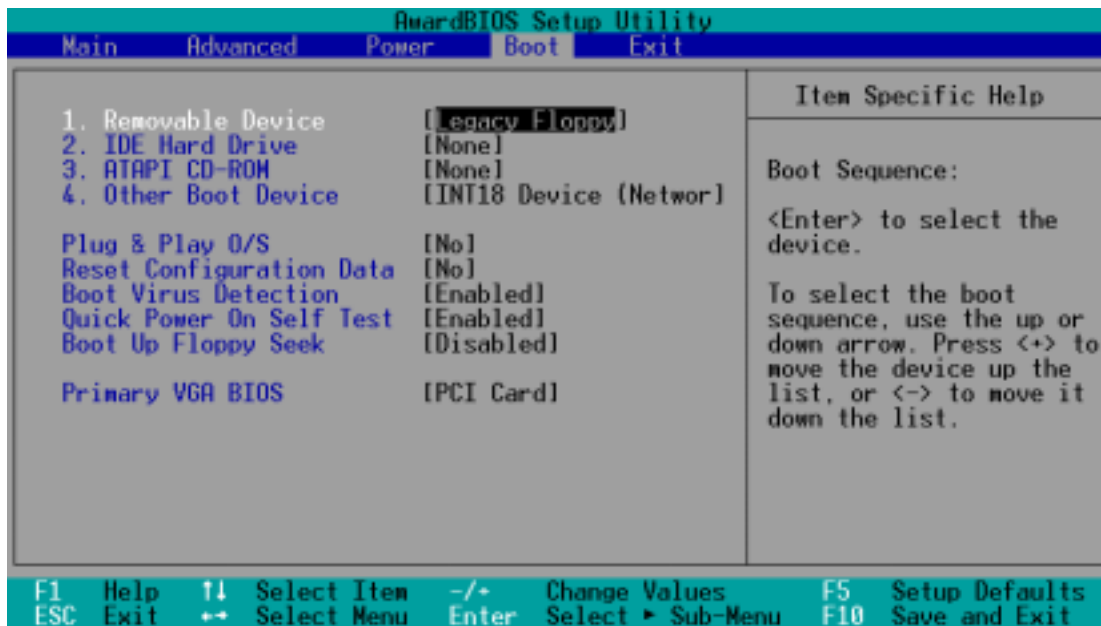 AwardBIOS Setup Utility
Main Advanced Power Boot Exit
1. Removable Device [Legacy Floppy]
2. IDE Hard Drive [None]
3. ATAPI CD-ROM [None]
4. Other Boot Device [INT18 Device (Networ]
Plug & Play O/S [No]
Reset Configuration Data [No]
Boot Virus Detection [Enabled]
Quick Power On Self Test [Enabled]
Boot Up Floppy Seek [Disabled]
Primary VGA BIOS [PCI Card]
Item Specific Help
Boot Sequence:
<Enter> to select the
device.
To select the boot
sequence, use the up or
down arrow. Press <+> to
move the device up the
list, or <-> to move it
down the list.
F1 Help ↑↓ Select Item -/+ Change Values F5 Setup Defaults
ESC Exit ←→ Select Menu Enter Select ► Sub-Menu F10 Save and Exit